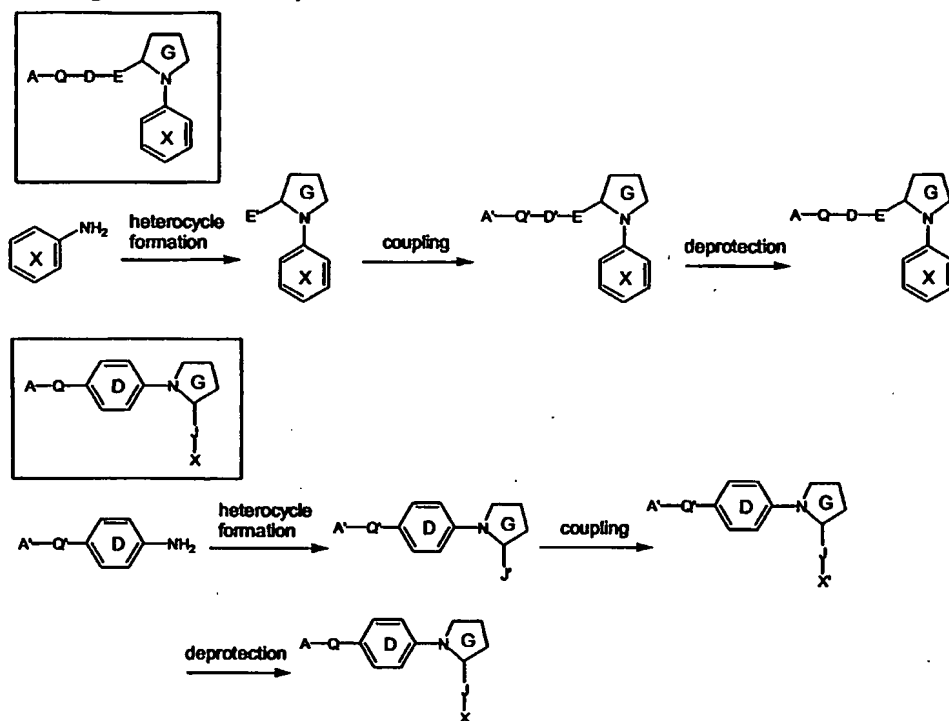 G
A-Q-D-E
N
X
G
G
G
E'
N
A'-Q'-D'-E
N
A-Q-D-E
N
NH2
heterocycle
formation
coupling
deprotection
X
X
X
X
A-Q
D
N
G
J
X
A'-Q'
D
N
G
J
X'
A'-Q'
D
NH2
heterocycle
formation
A'-Q'
D
N
G
J'
coupling
deprotection
A-Q
D
N
G
J
X